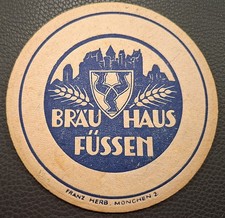 BRÄU HAUS
FÜSSEN
FRANZ HERB. MÜNCHEN 2